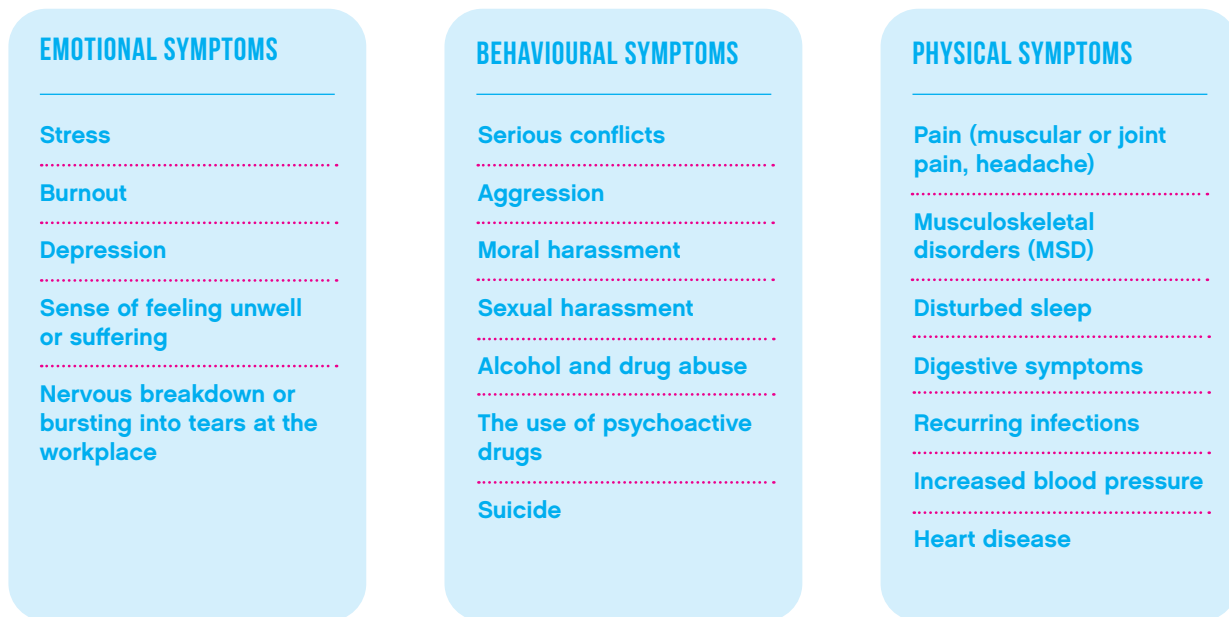 EMOTIONAL SYMPTOMS
Stress
Burnout
Depression
Sense of feeling unwell
or suffering
Nervous breakdown or
bursting into tears at the
workplace
BEHAVIOURAL SYMPTOMS
Serious conflicts
Aggression
Moral harassment
Sexual harassment
Alcohol and drug abuse
The use of psychoactive
drugs
Suicide
PHYSICAL SYMPTOMS
Pain (muscular or joint
pain, headache)
Musculoskeletal
disorders (MSD)
Disturbed sleep
Digestive symptoms
Recurring infections
Increased blood pressure
Heart disease